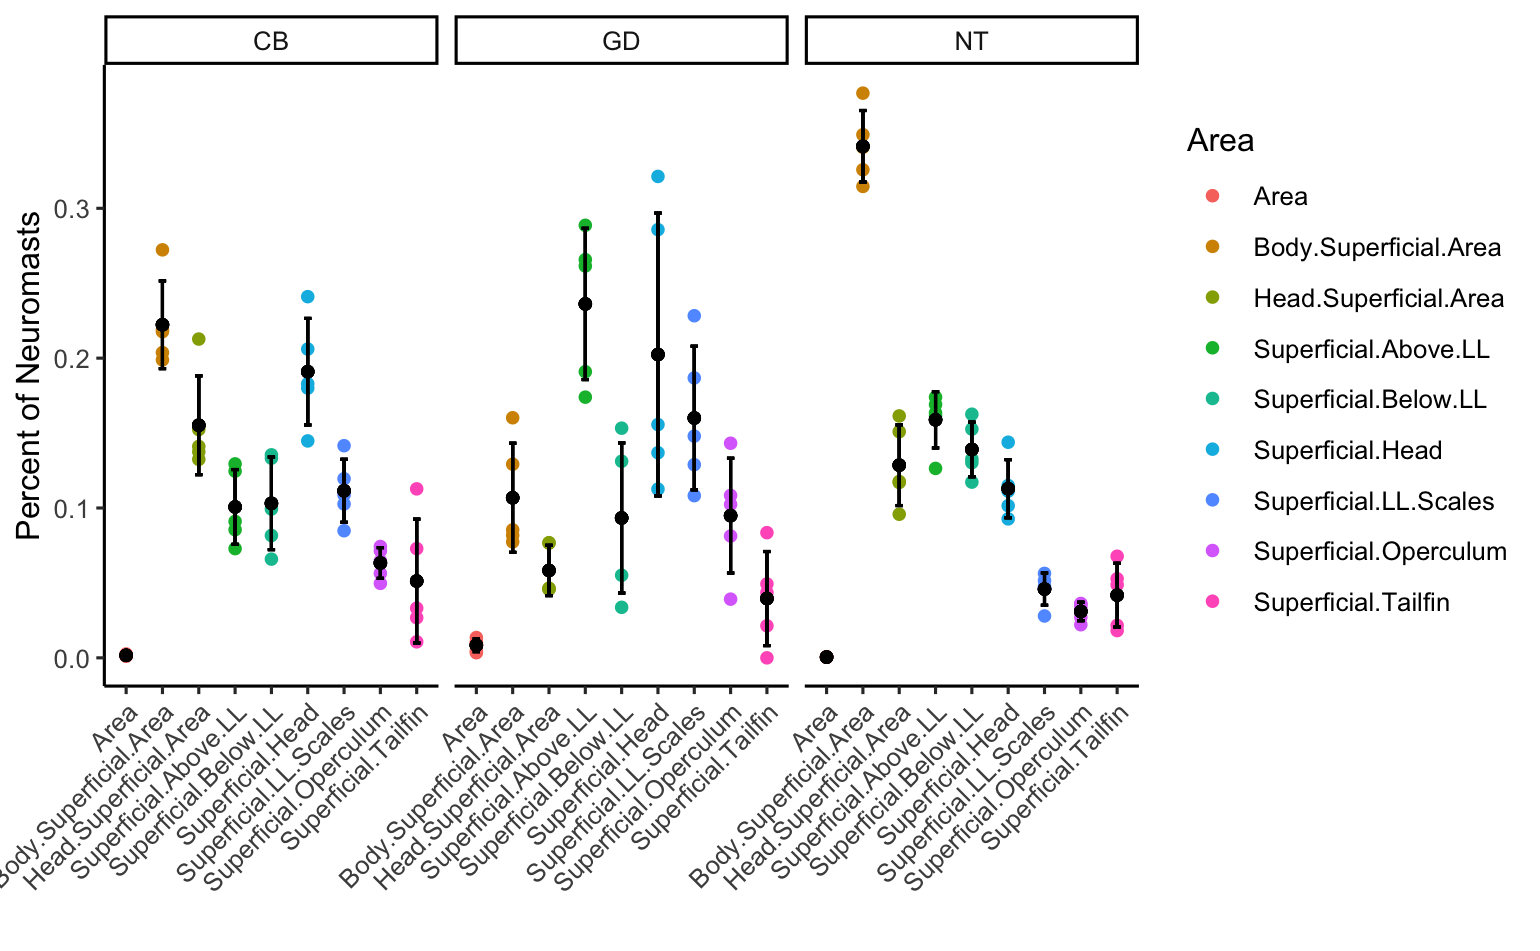 CB
GD
NT
Percent of Neuromasts
0.3
0.2
0.1
0.0
Area
Body.Superficial.Area
Head.Superficial.Area
Superficial.Above.LL
Superficial.Below.LL
Superficial.Head
Superficial.LL.Scales
Superficial.Operculum
Superficial.Tailfin
Area
Body.Superficial.Area
Head.Superficial.Area
Superficial.Above.LL
Superficial.Below.LL
Superficial.Head
Superficial.LL.Scales
Superficial.Operculum
Superficial.Tailfin
Area
Body.Superficial.Area
Head.Superficial.Area
Superficial.Above.LL
Superficial.Below.LL
Superficial.Head
Superficial.LL.Scales
Superficial.Operculum
Superficial.Tailfin
Area
Area
Body.Superficial.Area
Head.Superficial.Area
Superficial.Above.LL
Superficial.Below.LL
Superficial.Head
Superficial.LL.Scales
Superficial.Operculum
Superficial.Tailfin